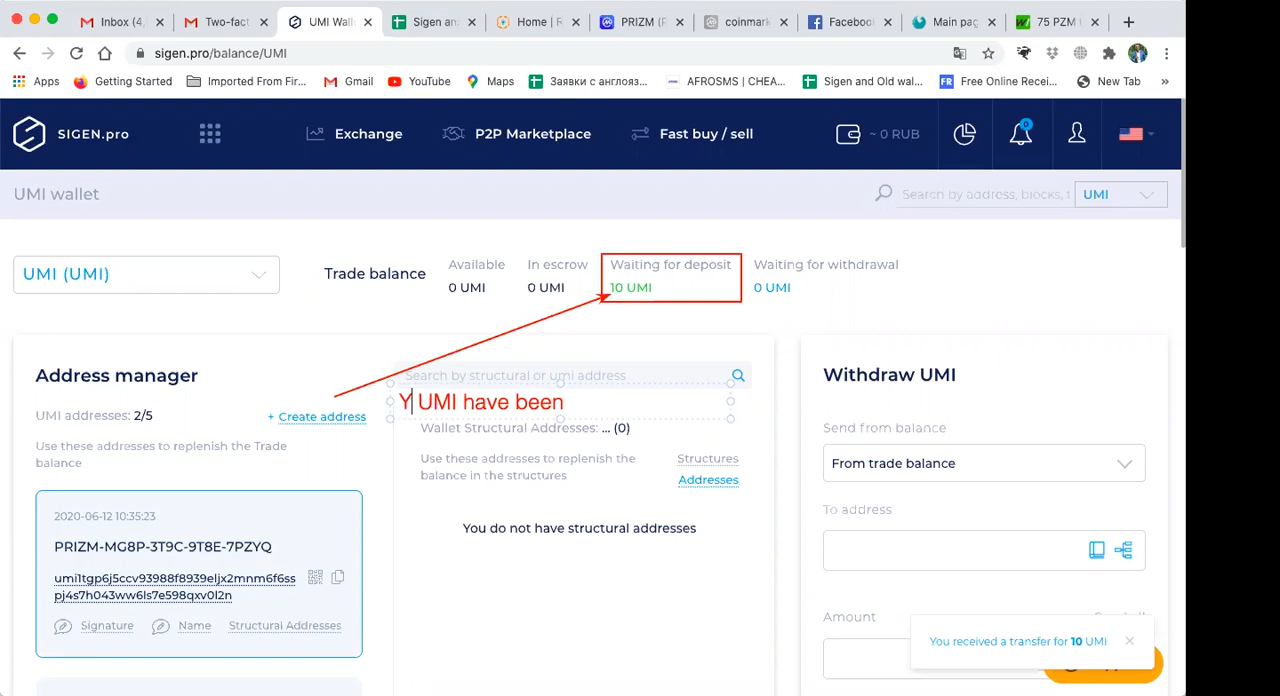 Inbox (4,
Two-fact
UMI Wall
Sigen an
Home | R
PRIZM (P
coinmark
Facebook
Main pag
75 PZM
sigen.pro/balance/UMI
Apps
Getting Started
Imported From Fir...
Gmail
YouTube
Maps
Заявки с англояз...
AFROSMS | CHEA...
Sigen and Old wal...
Free Online Recei...
New Tab
»
SIGEN.pro
Exchange
P2P Marketplace
Fast buy / sell
~ 0 RUB
0
UMI wallet
Search by address, blocks, t
UMI
UMI (UMI)
Trade balance
Available
0 UMI
In escrow
0 UMI
Waiting for deposit
10 UMI
Waiting for withdrawal
0 UMI
Address manager
UMI addresses: 2/5
+ Create address
Use these addresses to replenish the Trade
balance
2020-06-12 10:35:23
PRIZM-MG8P-3T9C-9T8E-7PZYQ
umi1tgp6j5ccv93988f8939eljx2mnm6f6ss
pj4s7h043ww6ls7e598qxv0l2n
Signature
Name
Structural Addresses
Search by structural or umi address
Y UMI have been
Wallet Structural Addresses: ... (0)
Use these addresses to replenish the
balance in the structures
Structures
Addresses
You do not have structural addresses
Withdraw UMI
Send from balance
From trade balance
To address
Amount
You received a transfer for 10 UMI